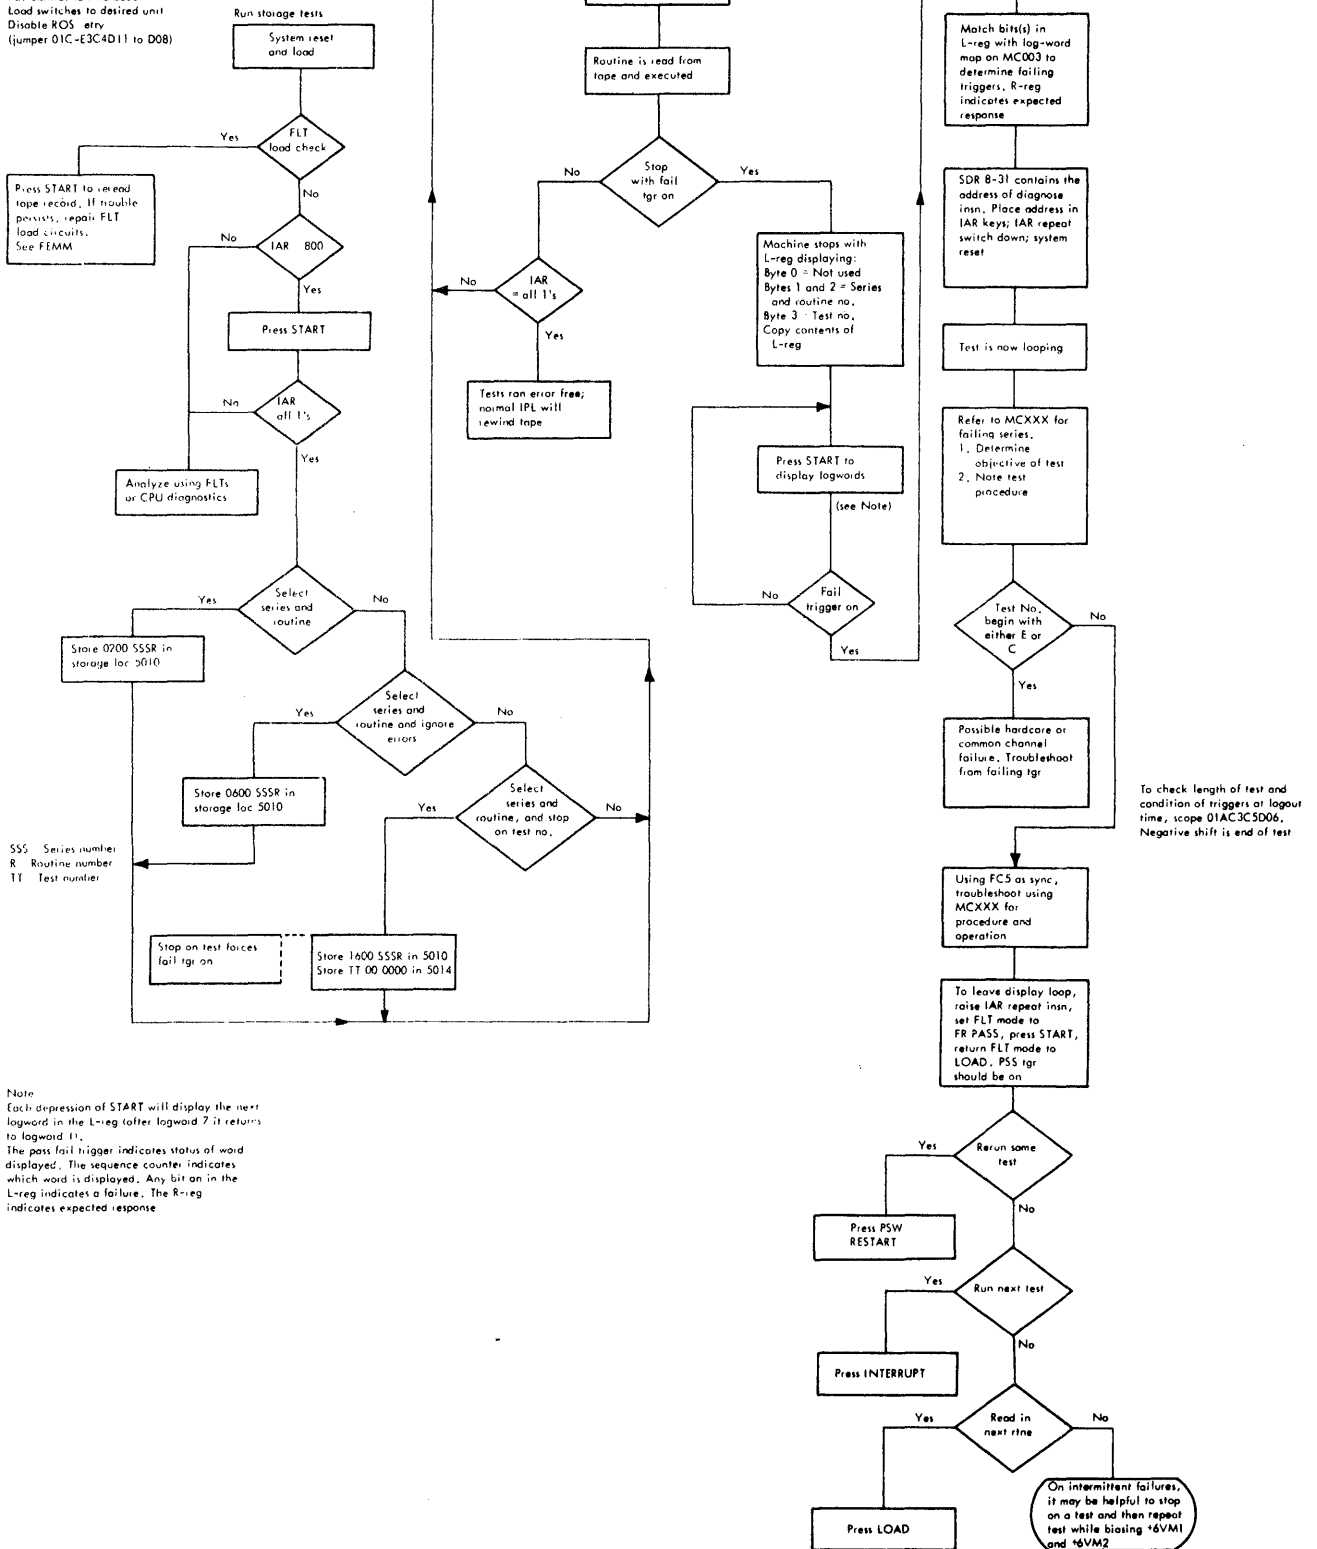 Load switches to desired unit
Disable ROS etry
(jumper 01C-E3C4D11 to D08)
Run storage tests
System reset
and load
FLT
load check
Yes
No
Press START to reread
tape record. If trouble
persists, repair FLT
load circuits.
See FEMM
IAR 800
No
Yes
Press START
IAR
all 1's
No
Yes
Analyze using FLTs
or CPU diagnostics
Select
series and
routine
Yes
No
Store 0200 SSSR in
storage loc 5010
Select
series and
routine and ignore
errors
Yes
No
Store 0600 SSSR in
storage loc 5010
Select
series and
routine, and stop
on test no.
Yes
No
SSS Series number
R Routine number
TT Test number
Stop on test forces
fail tgr on
Store 1600 SSSR in 5010
Store TT 00 0000 in 5014
Note
Each depression of START will display the next
logword in the L-reg (after logword 7 it returns
to logword 1).
The pass fail trigger indicates status of word
displayed. The sequence counter indicates
which word is displayed. Any bit on in the
L-reg indicates a failure. The R-reg
indicates expected response
Routine is read from
tape and executed
Stop
with fail
tgr on
No
Yes
IAR
= all 1's
No
Yes
Tests ran error free;
normal IPL will
rewind tape
Machine stops with
L-reg displaying:
Byte 0 = Not used
Bytes 1 and 2 = Series
and routine no.
Byte 3 - Test no.
Copy contents of
L-reg
Press START to
display logwords
(see Note)
Fail
trigger on
No
Yes
Match bits(s) in
L-reg with log-word
map on MC003 to
determine failing
triggers. R-reg
indicates expected
response
SDR 8-31 contains the
address of diagnose
insn. Place address in
IAR keys; IAR repeat
switch down; system
reset
Test is now looping
Refer to MCXXX for
failing series.
1. Determine
objective of test
2. Note test
procedure
Test No.
begin with
either E or
C
No
Yes
Possible hardcore or
common channel
failure. Troubleshoot
from failing tgr
To check length of test and
condition of triggers at logout
time, scope 01AC3C5D06.
Negative shift is end of test
Using FC5 as sync,
troubleshoot using
MCXXX for
procedure and
operation
To leave display loop,
raise IAR repeat insn,
set FLT mode to
FR PASS, press START,
return FLT mode to
LOAD. PSS tgr
should be on
Rerun same
test
Yes
No
Press PSW
RESTART
Run next test
Yes
No
Press INTERRUPT
Read in
next rtne
Yes
No
Press LOAD
On intermittent failures,
it may be helpful to stop
on a test and then repeat
test while biasing +6VM1
and +6VM2